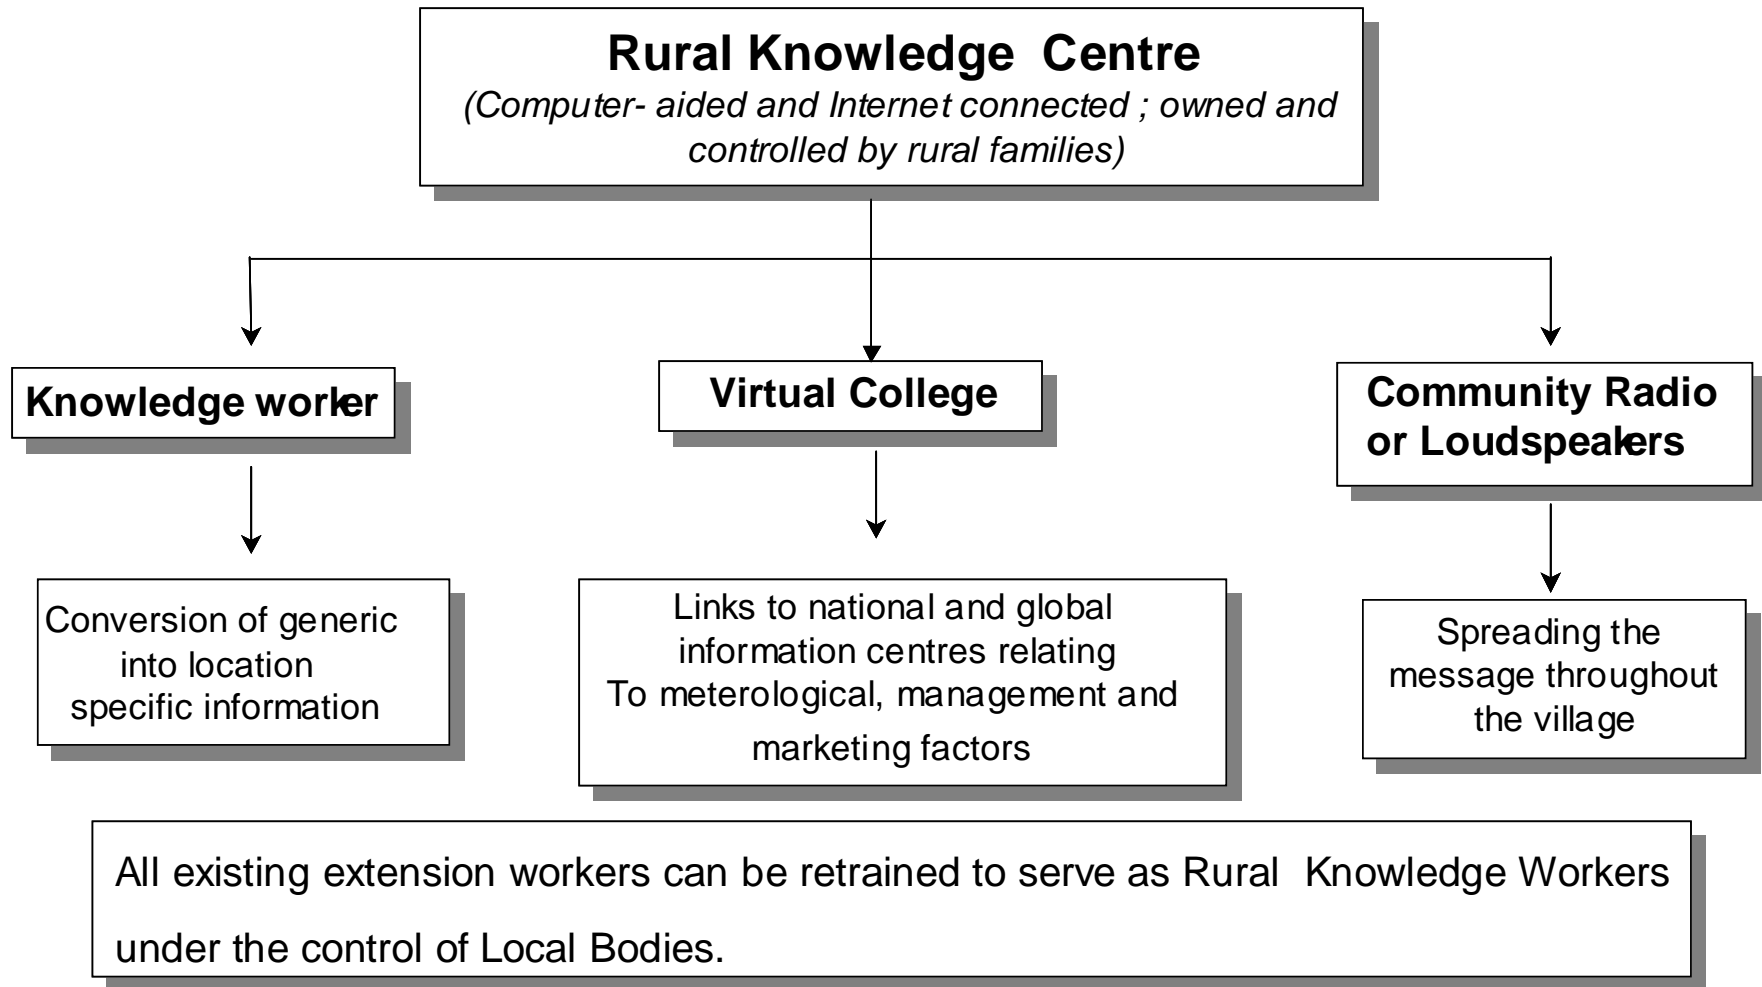 Rural Knowledge Centre
(Computer- aided and Internet connected ; owned and
controlled by rural families)
Knowledge worker
Virtual College
Community Radio
or Loudspeakers
Conversion of generic
into location
specific information
Links to national and global
information centres relating
To meterological, management and
marketing factors
Spreading the
message throughout
the village
All existing extension workers can be retrained to serve as Rural Knowledge Workers
under the control of Local Bodies.